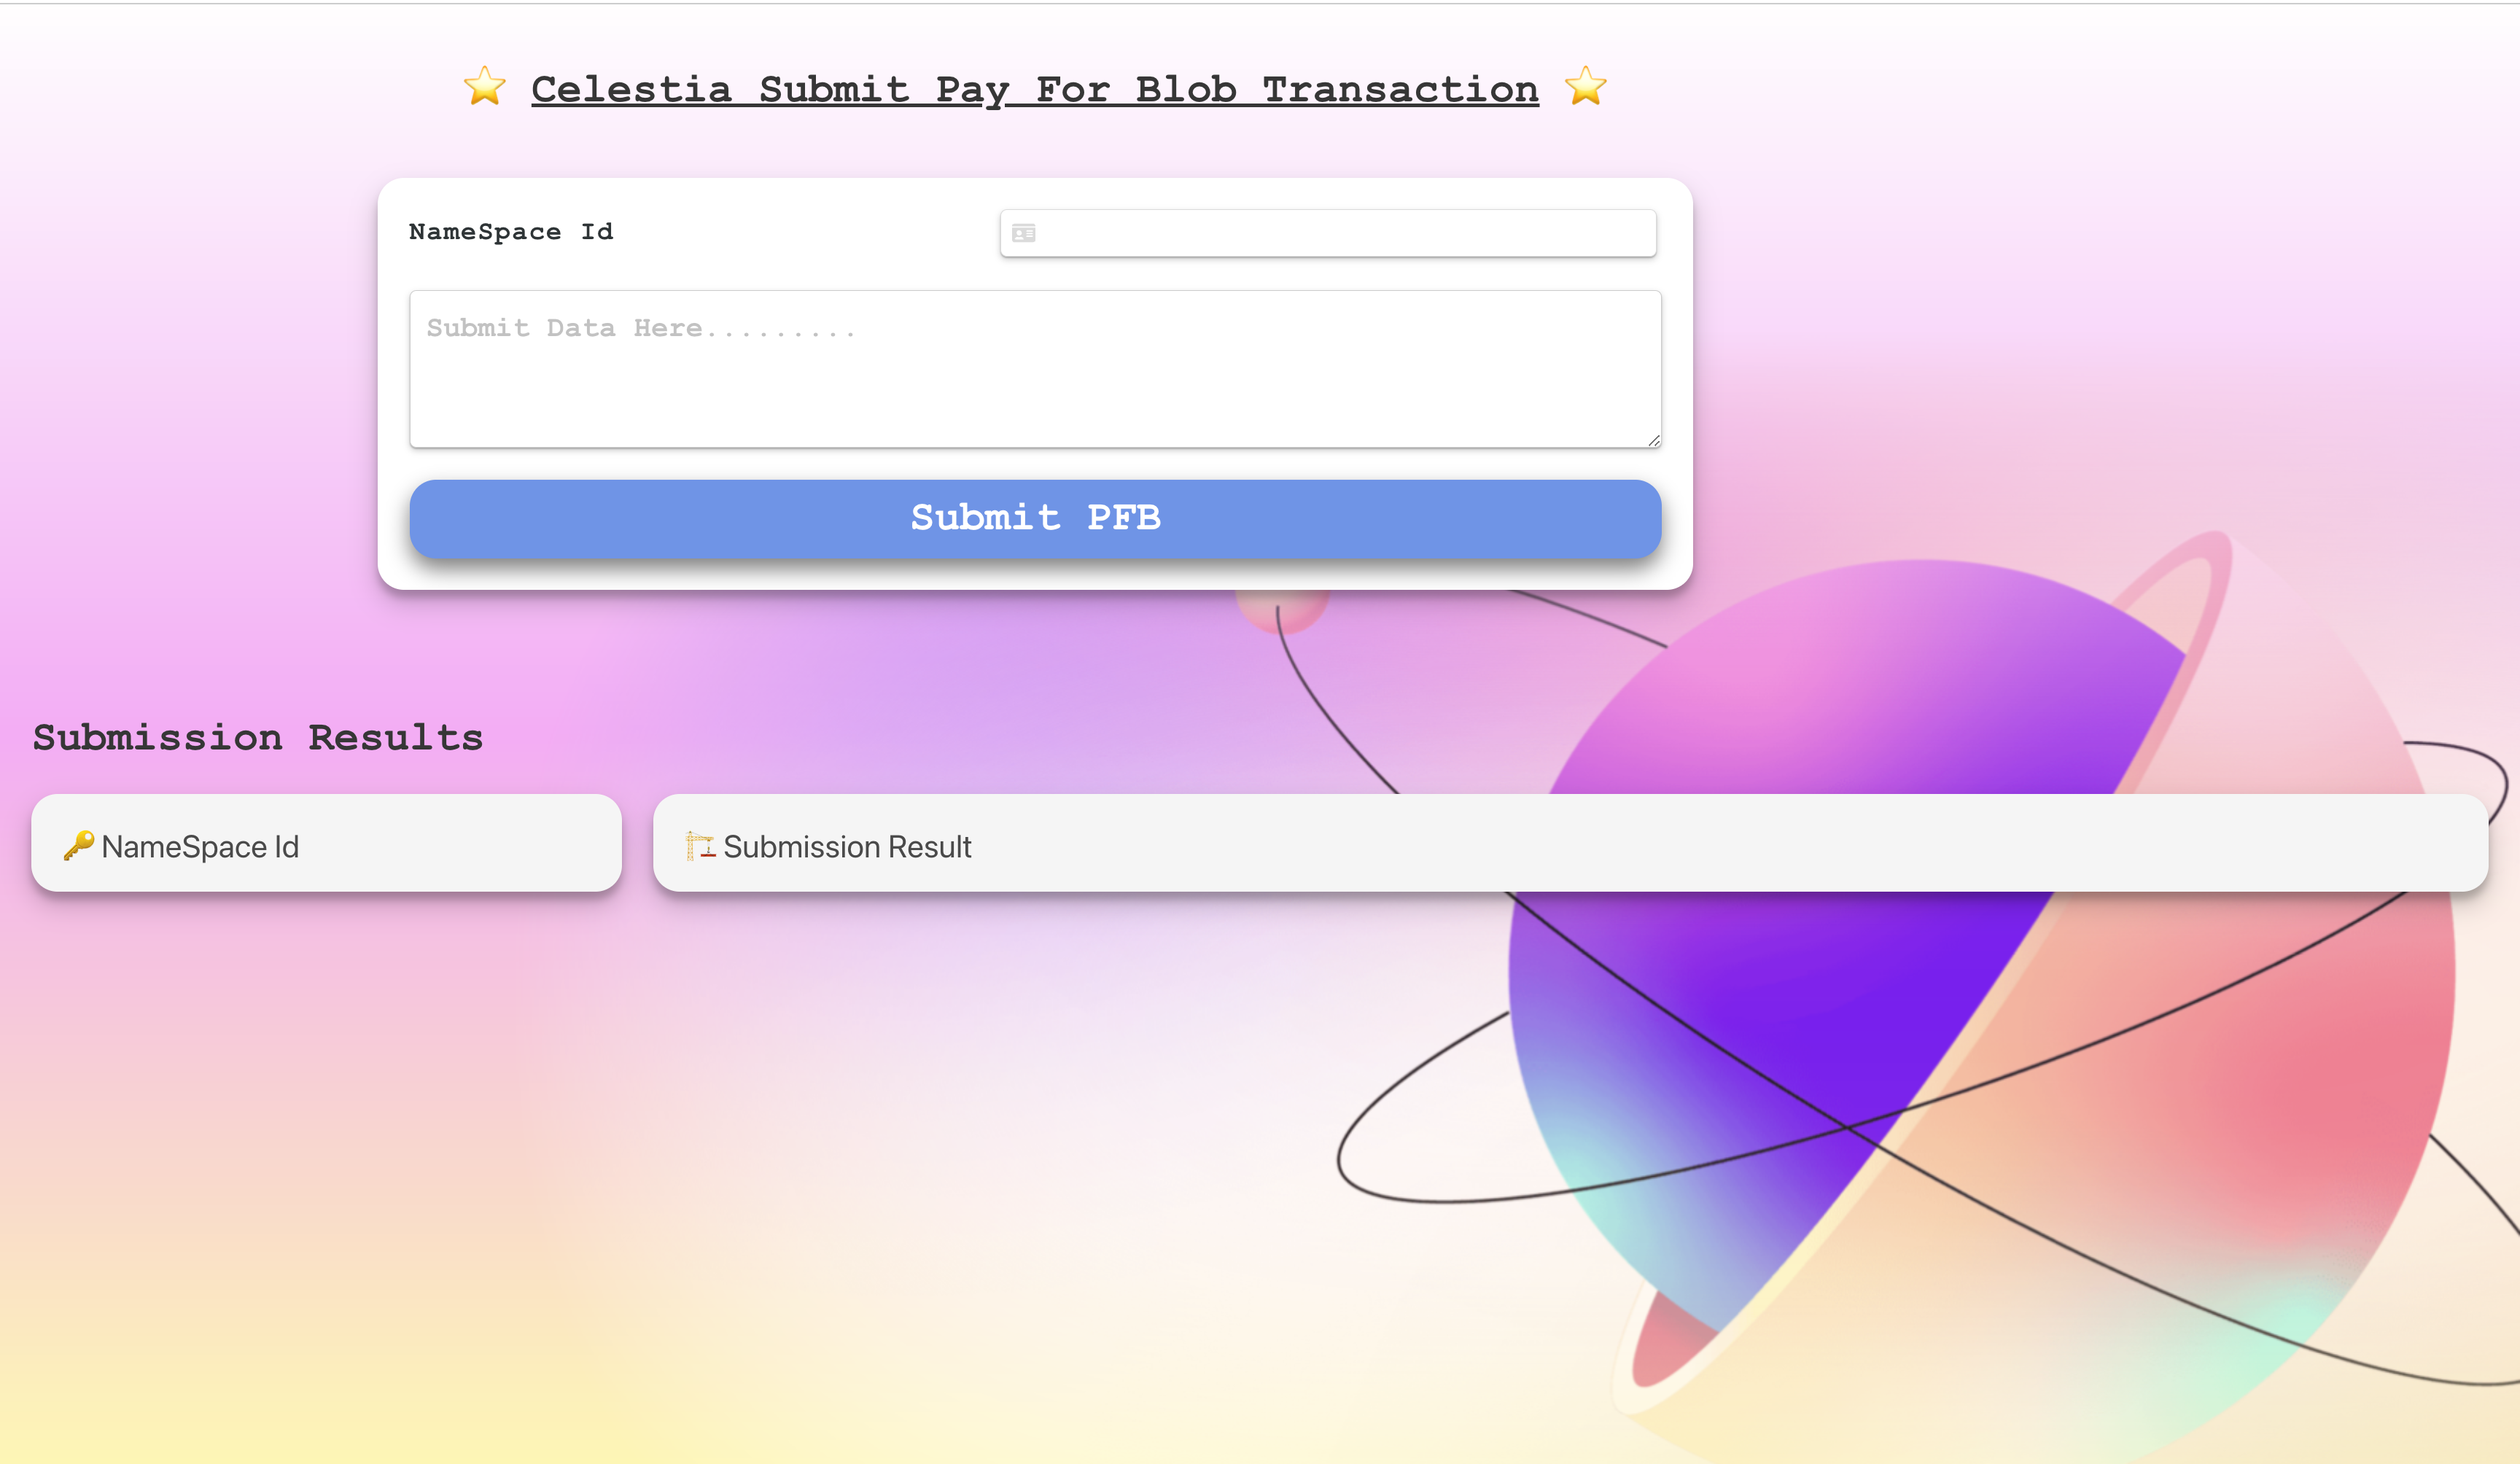 ⭐ Celestia Submit Pay For Blob Transaction ⭐
NameSpace Id
Submit Data Here.........
Submit PFB
Submission Results
🔑 NameSpace Id
🏗️ Submission Result